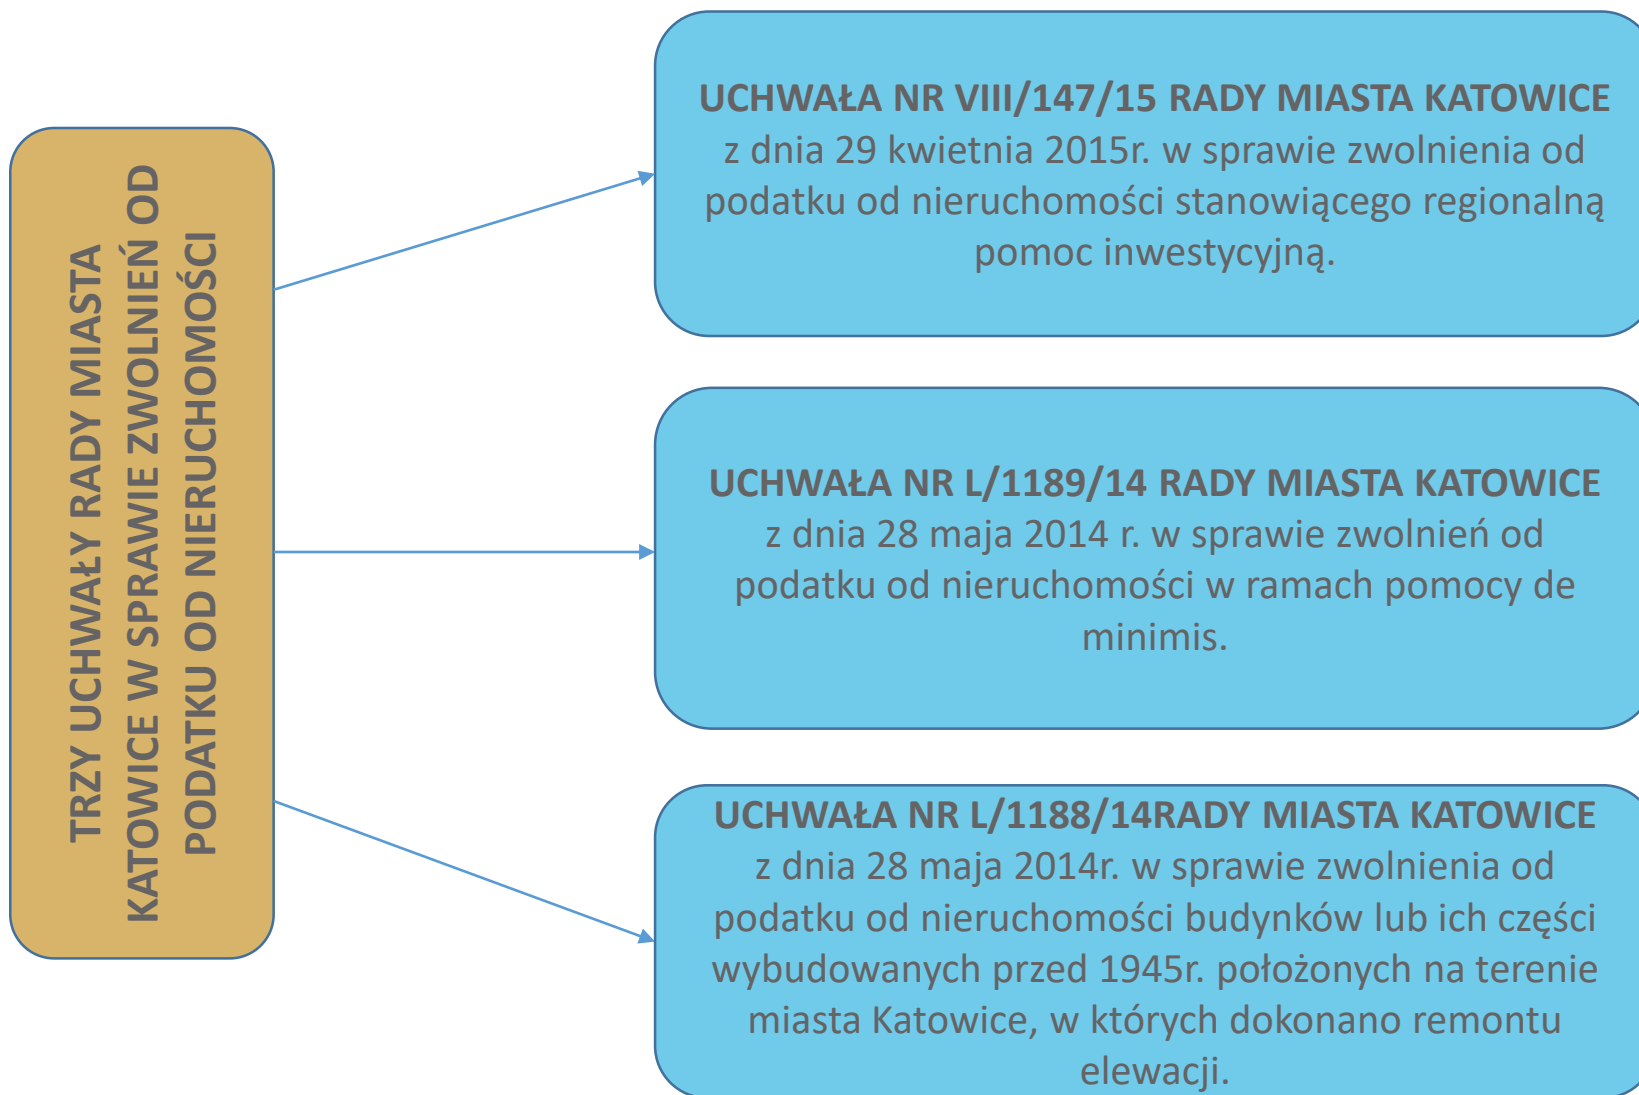 TRZY UCHWAŁY RADY MIASTA
KATOWICE W SPRAWIE ZWOLNIEŃ OD
PODATKU OD NIERUCHOMOŚCI
UCHWAŁA NR VIII/147/15 RADY MIASTA KATOWICE
z dnia 29 kwietnia 2015r. w sprawie zwolnienia od
podatku od nieruchomości stanowiącego regionalną
pomoc inwestycyjną.
UCHWAŁA NR L/1189/14 RADY MIASTA KATOWICE
z dnia 28 maja 2014 r. w sprawie zwolnień od
podatku od nieruchomości w ramach pomocy de
minimis.
UCHWAŁA NR L/1188/14RADY MIASTA KATOWICE
z dnia 28 maja 2014r. w sprawie zwolnienia od
podatku od nieruchomości budynków lub ich części
wybudowanych przed 1945r. położonych na terenie
miasta Katowice, w których dokonano remontu
elewacji.